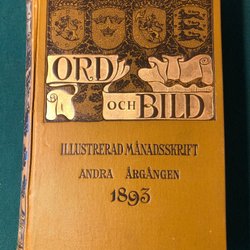 ORD
OCH BILD
ILLUSTRERAD MÅNADSSKRIFT
ANDRA ÅRGÅNGEN
1893